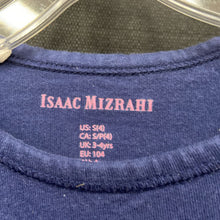 ISAAC MIZRAHI
US: S(4)
CA: S/P(4)
UK: 3-4yrs
EU: 104